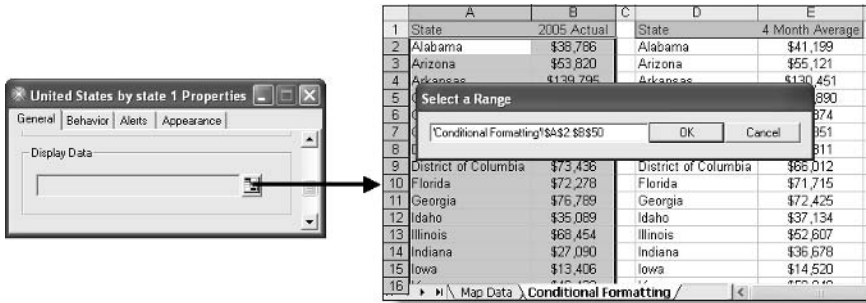 United States by state 1 Properties
General Behavior Alerts Appearance
Display Data
A B C D E
1 State 2005 Actual State 4 Month Average
2 Alabama $38,786 Alabama $41,199
3 Arizona $53,820 Arizona $55,121
4 Arkansas $139,795 Arkansas $130,451
5 ,890
Select a Range
6
'Conditional Formatting'!$A$2:$B$50 OK Cancel
7
8
9 District of Columbia $73,436 District of Columbia $66,012
10 Florida $72,278 Florida $71,715
11 Georgia $76,789 Georgia $72,425
12 Idaho $35,089 Idaho $37,134
13 Illinois $68,454 Illinois $52,607
14 Indiana $27,090 Indiana $36,678
15 Iowa $13,406 Iowa $14,520
16
Map Data Conditional Formatting